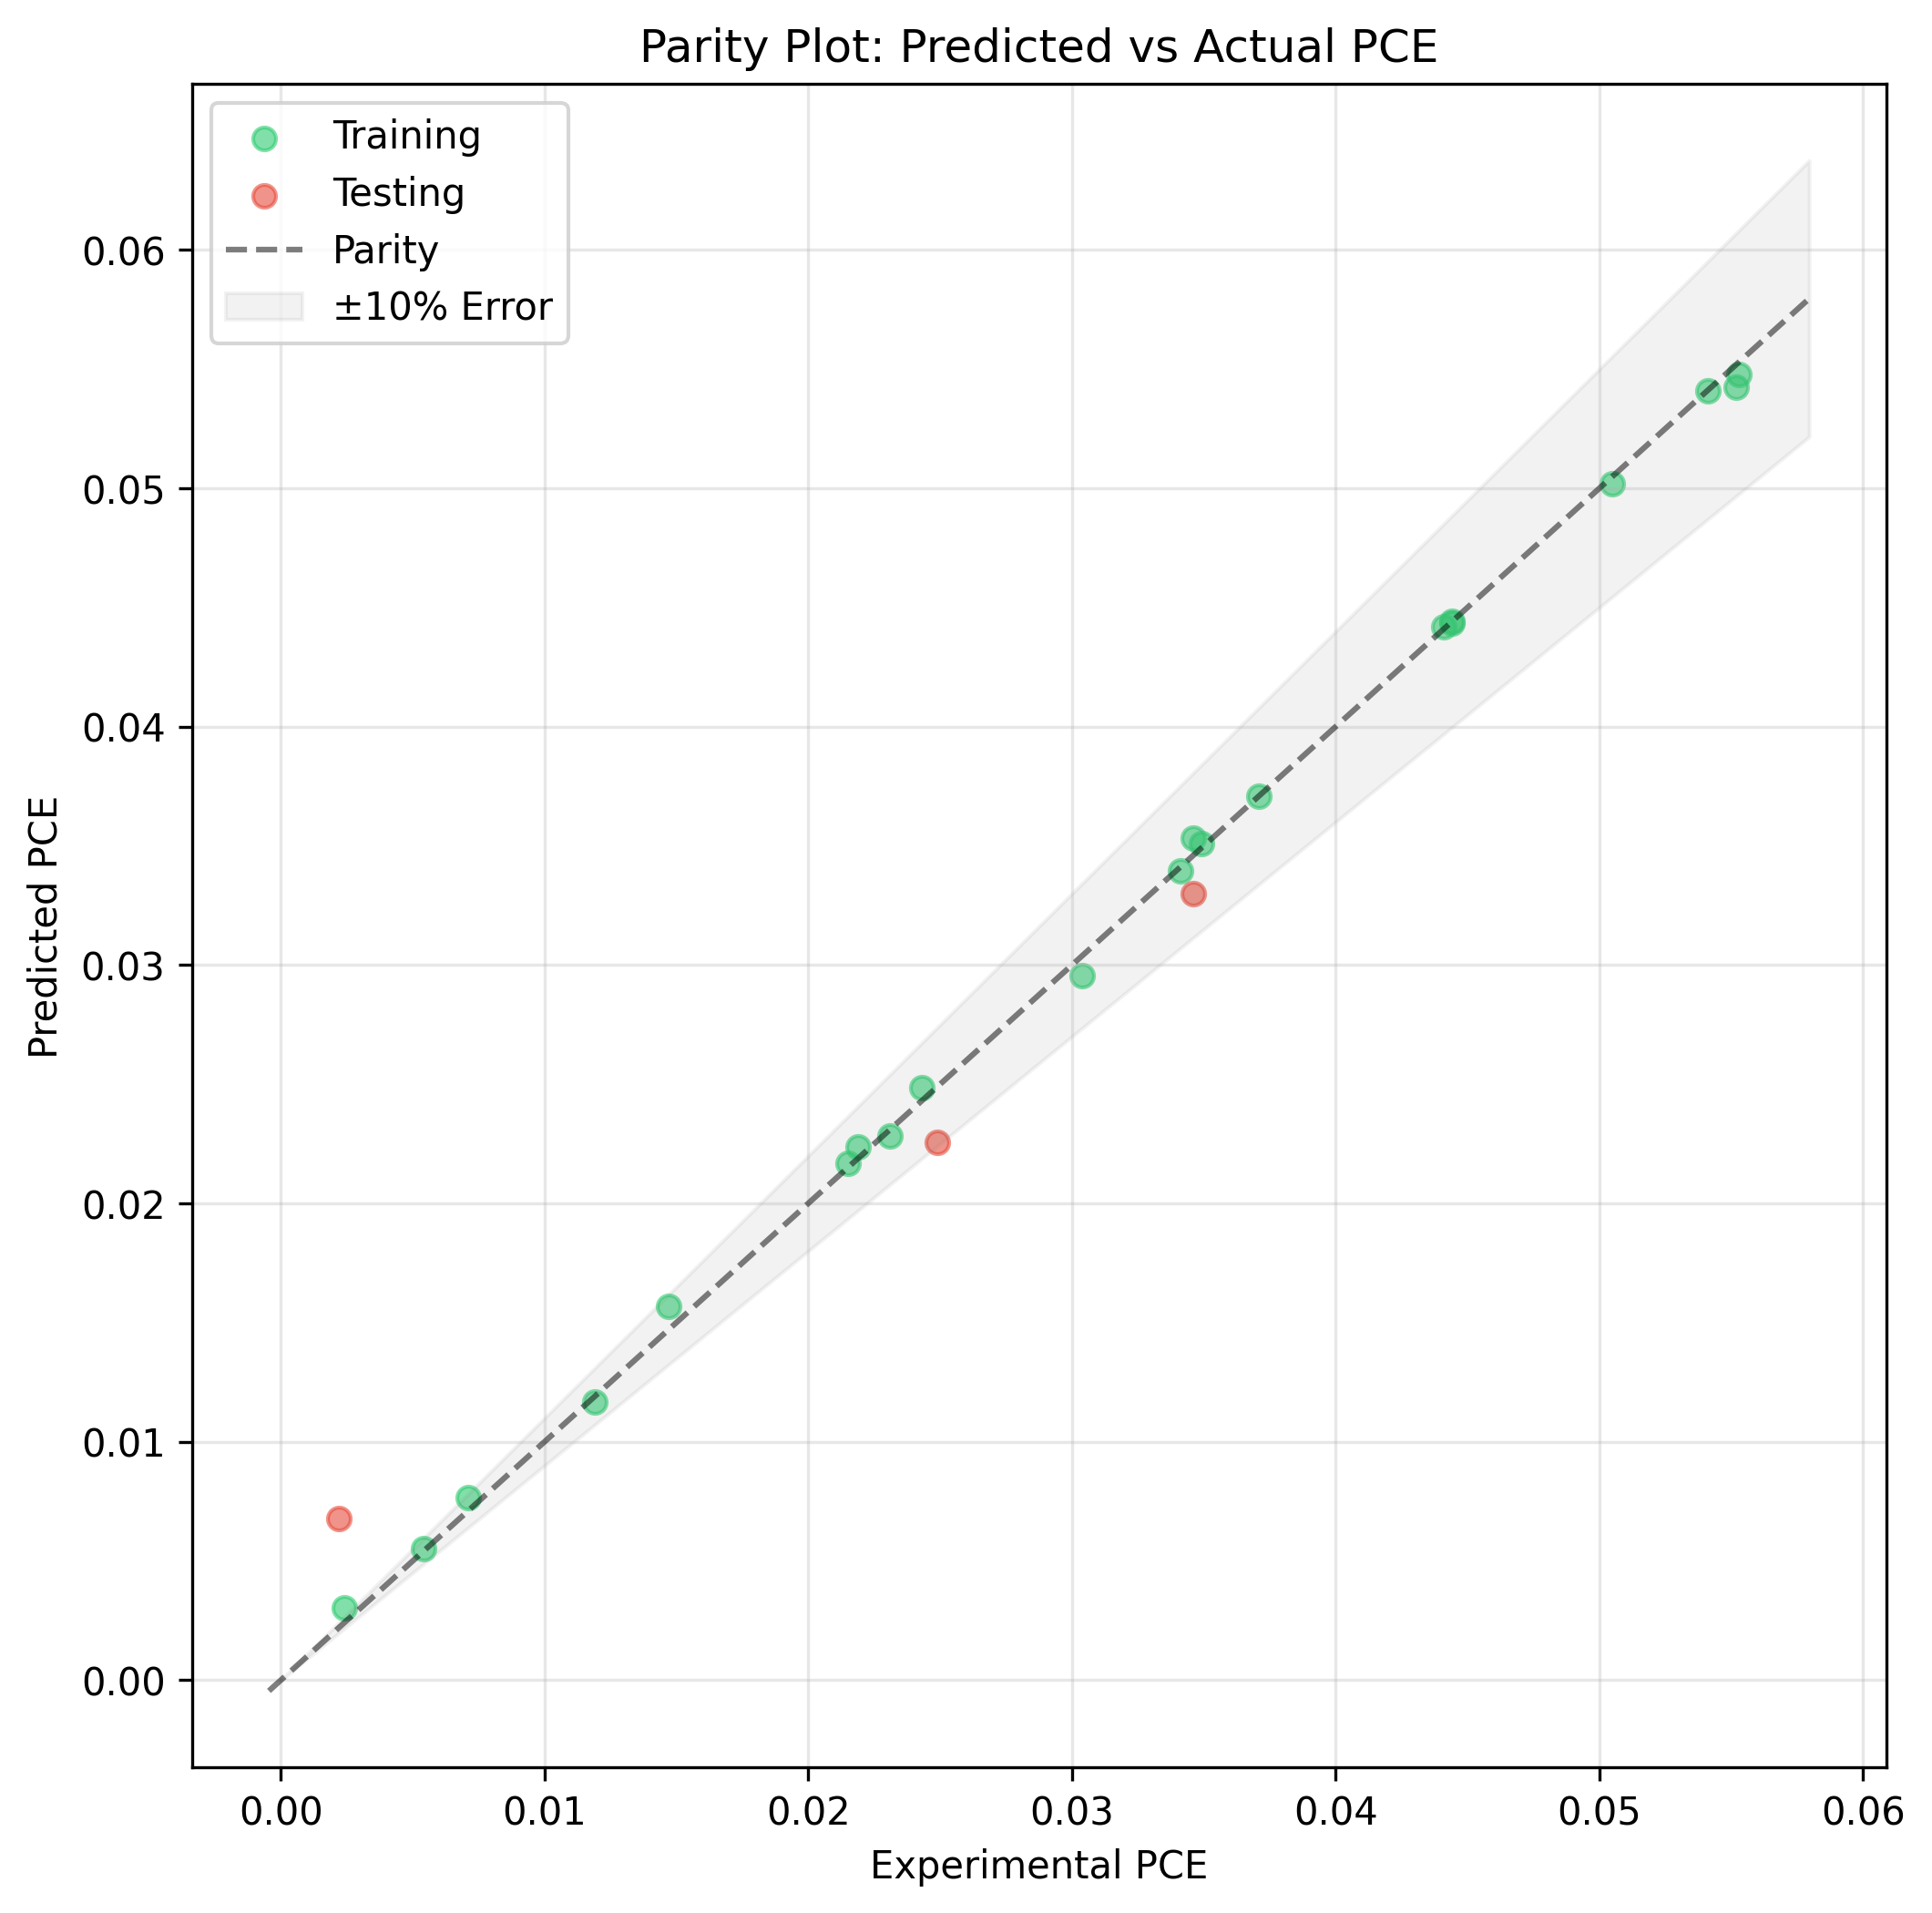 Parity Plot: Predicted vs Actual PCE
Training
Testing
Parity
±10% Error
0.06
0.05
0.04
0.03
0.02
0.01
0.00
Predicted PCE
0.00 0.01 0.02 0.03 0.04 0.05 0.06
Experimental PCE